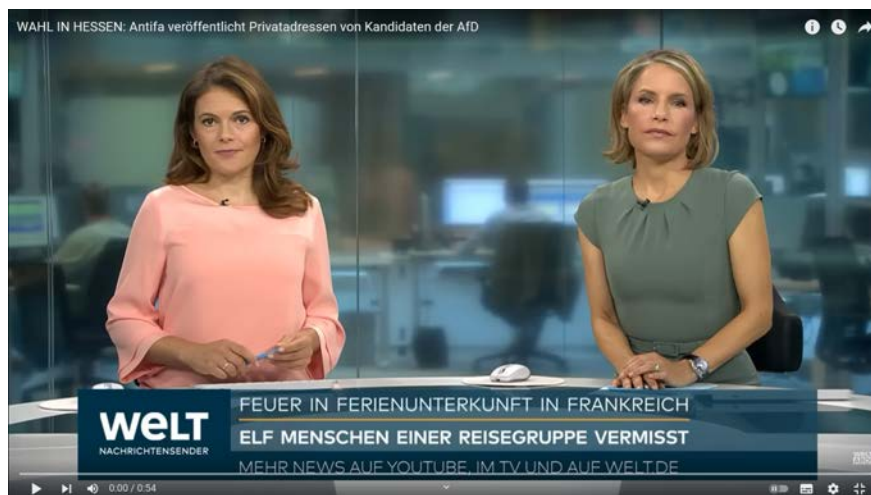 WAHL IN HESSEN: Antifa veröffentlicht Privatadressen von Kandidaten der AfD
WELT
NACHRICHTENSENDER
FEUER IN FERIENUNTERKUNFT IN FRANKREICH
ELF MENSCHEN EINER REISEGRUPPE VERMISST
MEHR NEWS AUF YOUTUBE, IM TV UND AUF WELT.DE
0:00 / 0:54